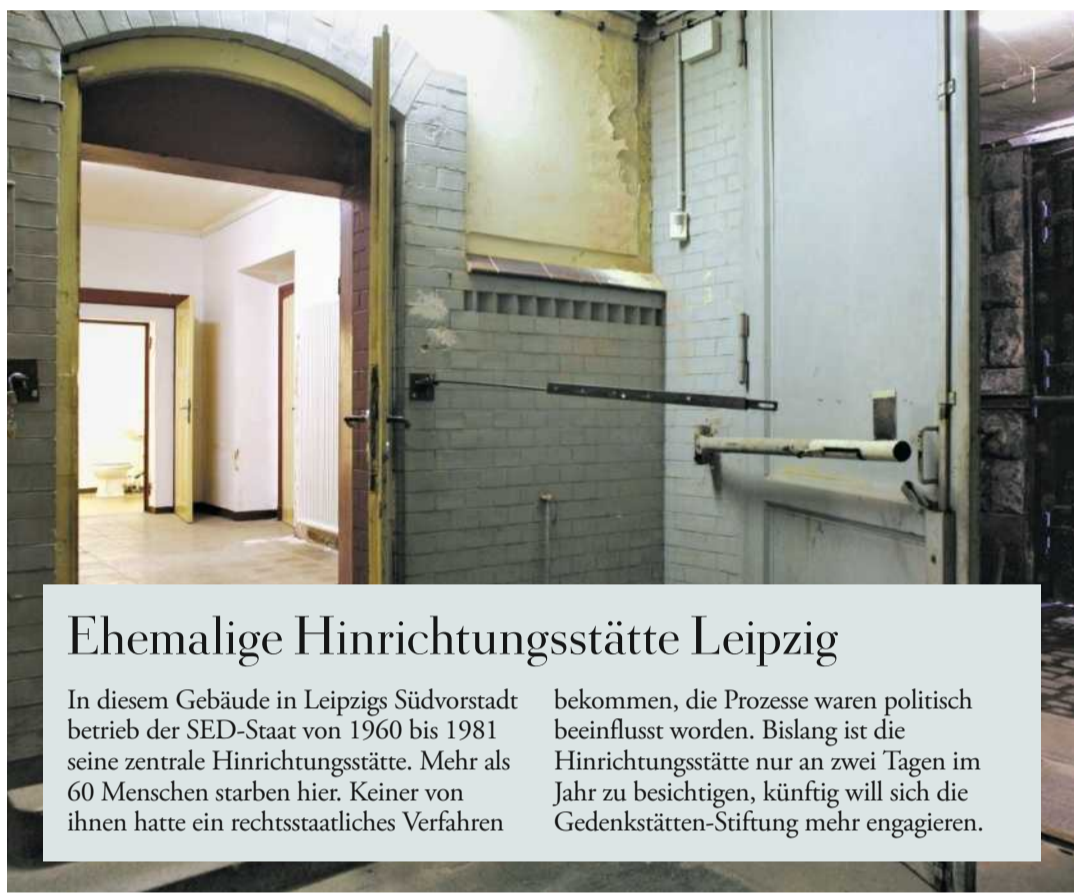 Ehemalige Hinrichtungsstätte Leipzig
In diesem Gebäude in Leipzigs Südvorstadt
betrieb der SED-Staat von 1960 bis 1981
seine zentrale Hinrichtungsstätte. Mehr als
60 Menschen starben hier. Keiner von
ihnen hatte ein rechtsstaatliches Verfahren
bekommen, die Prozesse waren politisch
beeinflusst worden. Bislang ist die
Hinrichtungsstätte nur an zwei Tagen im
Jahr zu besichtigen, künftig will sich die
Gedenkstätten-Stiftung mehr engagieren.